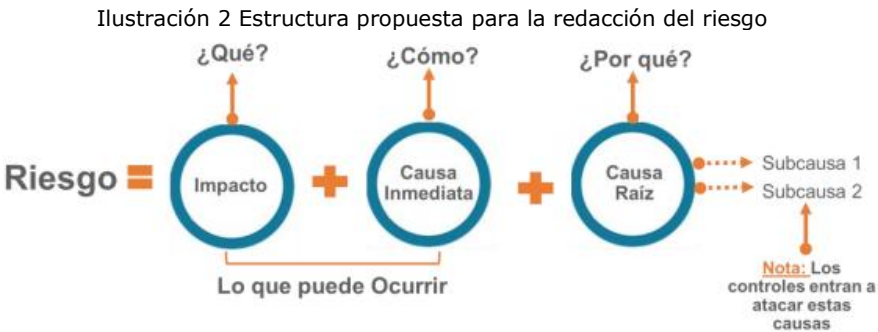 Ilustración 2 Estructura propuesta para la redacción del riesgo
¿Qué?
¿Cómo?
¿Por qué?
Riesgo =
Impacto
+
Causa
Inmediata
+
Causa
Raíz
Subcausa 1
Subcausa 2
Lo que puede Ocurrir
Nota: Los
controles entran a
atacar estas
causas